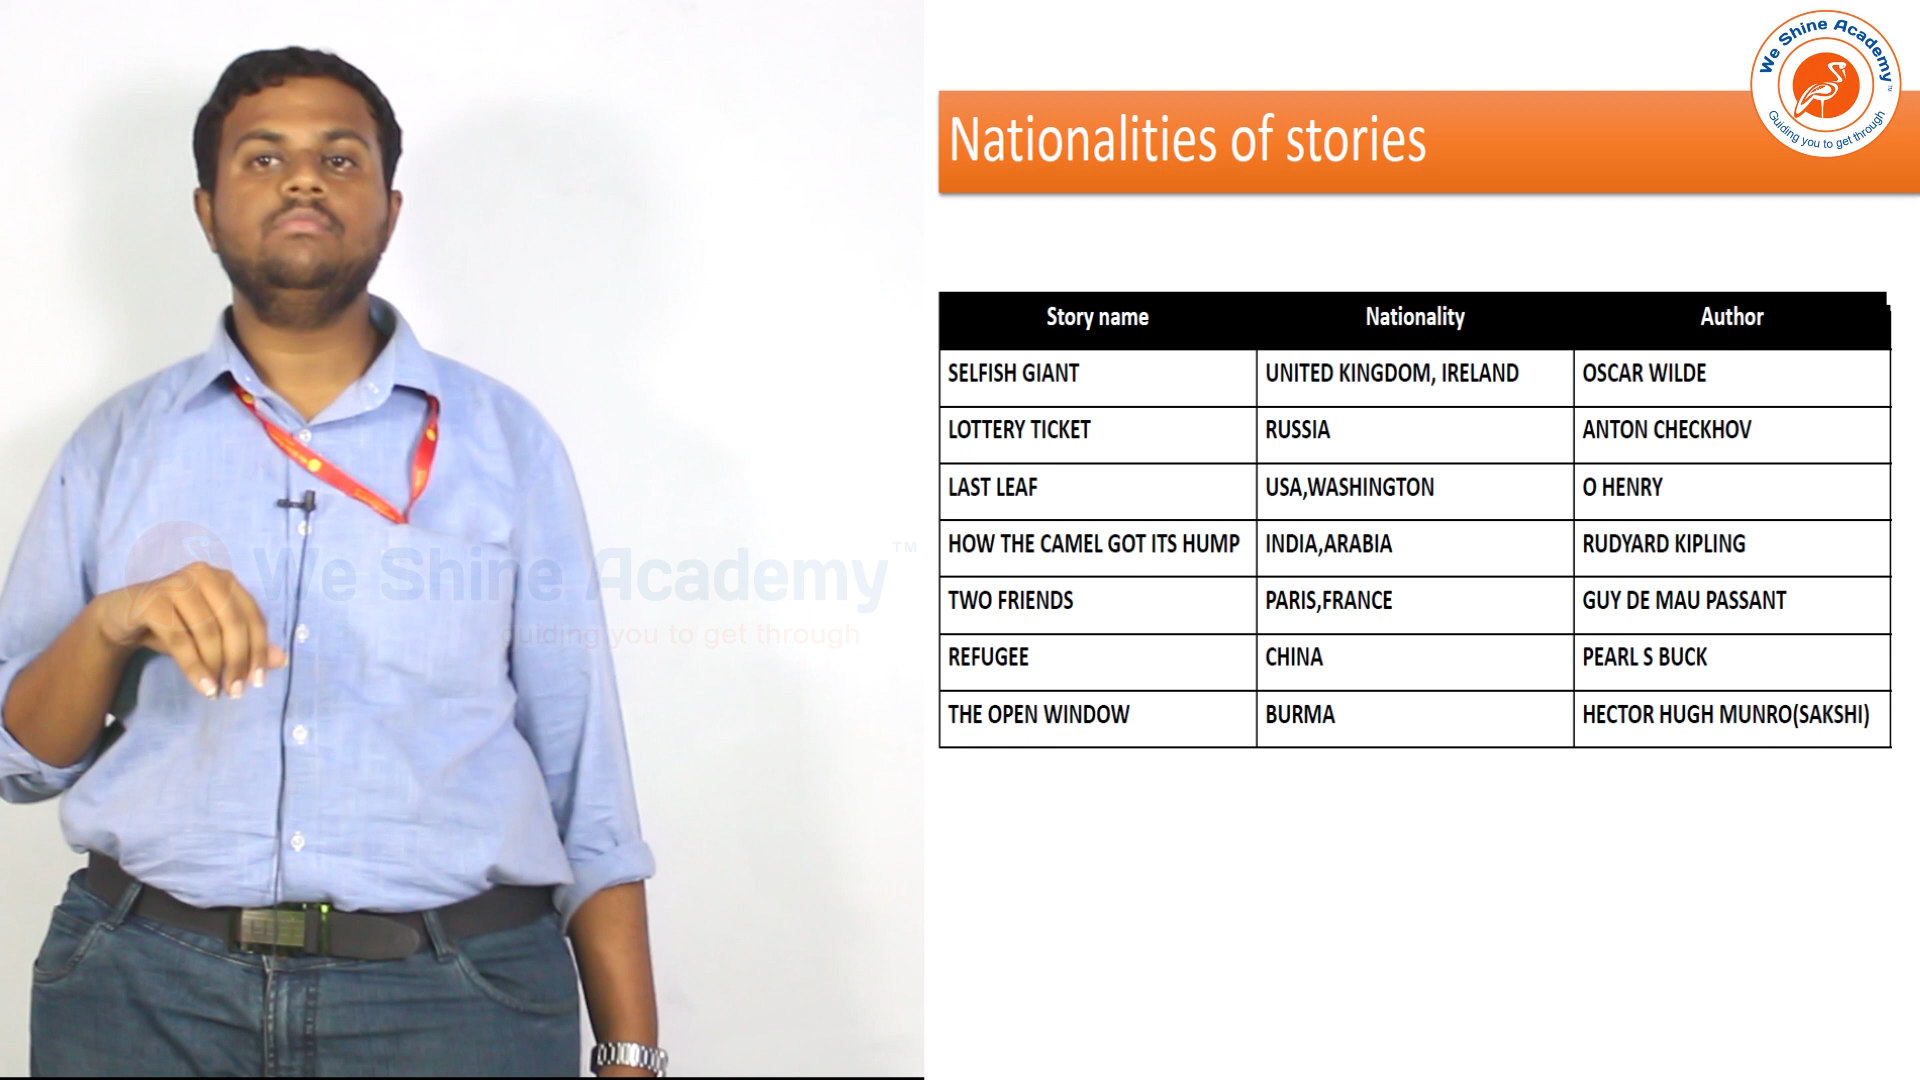 We Shine Academy
TM
Guiding you to get through
Nationalities of stories
Story name Nationality Author
SELFISH GIANT UNITED KINGDOM, IRELAND OSCAR WILDE
LOTTERY TICKET RUSSIA ANTON CHECKHOV
LAST LEAF USA,WASHINGTON O HENRY
HOW THE CAMEL GOT ITS HUMP INDIA,ARABIA RUDYARD KIPLING
TWO FRIENDS PARIS,FRANCE GUY DE MAU PASSANT
REFUGEE CHINA PEARL S BUCK
THE OPEN WINDOW BURMA HECTOR HUGH MUNRO(SAKSHI)
We Shine Academy TM
guiding you to get through